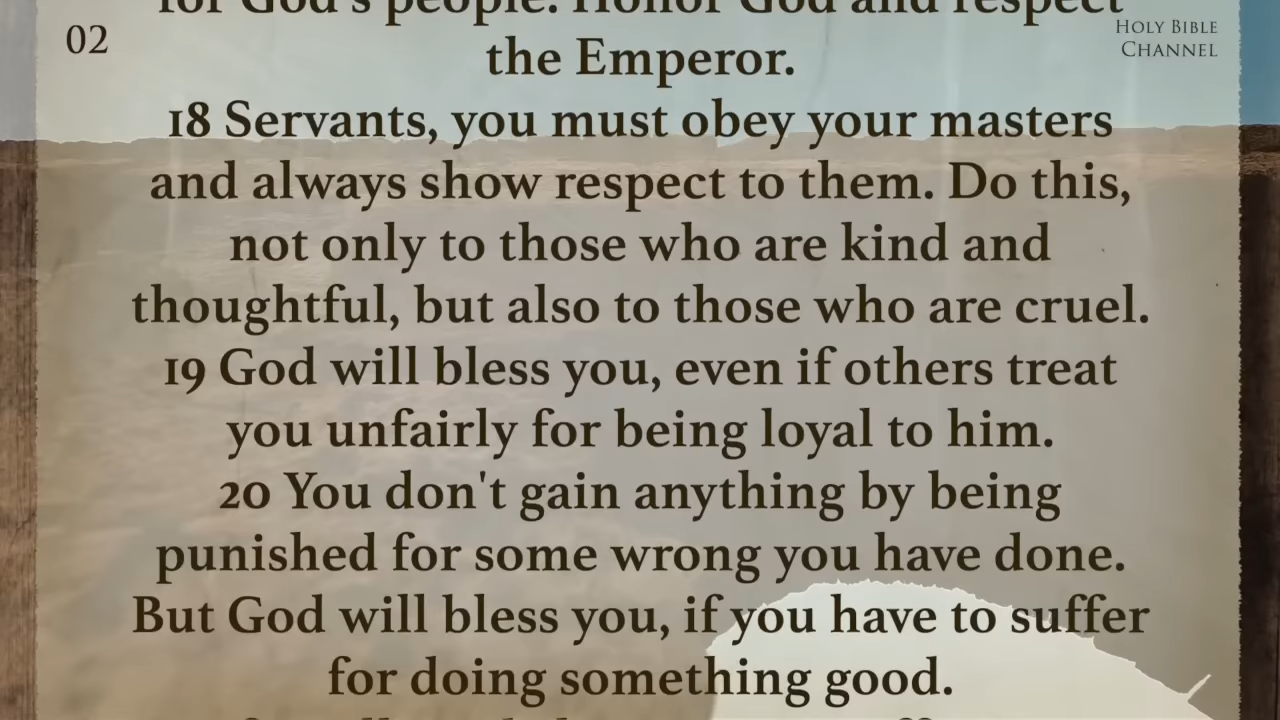 for God's people. Honor God and respect
02
HOLY BIBLE
CHANNEL
the Emperor.
18 Servants, you must obey your masters
and always show respect to them. Do this,
not only to those who are kind and
thoughtful, but also to those who are cruel.
19 God will bless you, even if others treat
you unfairly for being loyal to him.
20 You don't gain anything by being
punished for some wrong you have done.
But God will bless you, if you have to suffer
for doing something good.